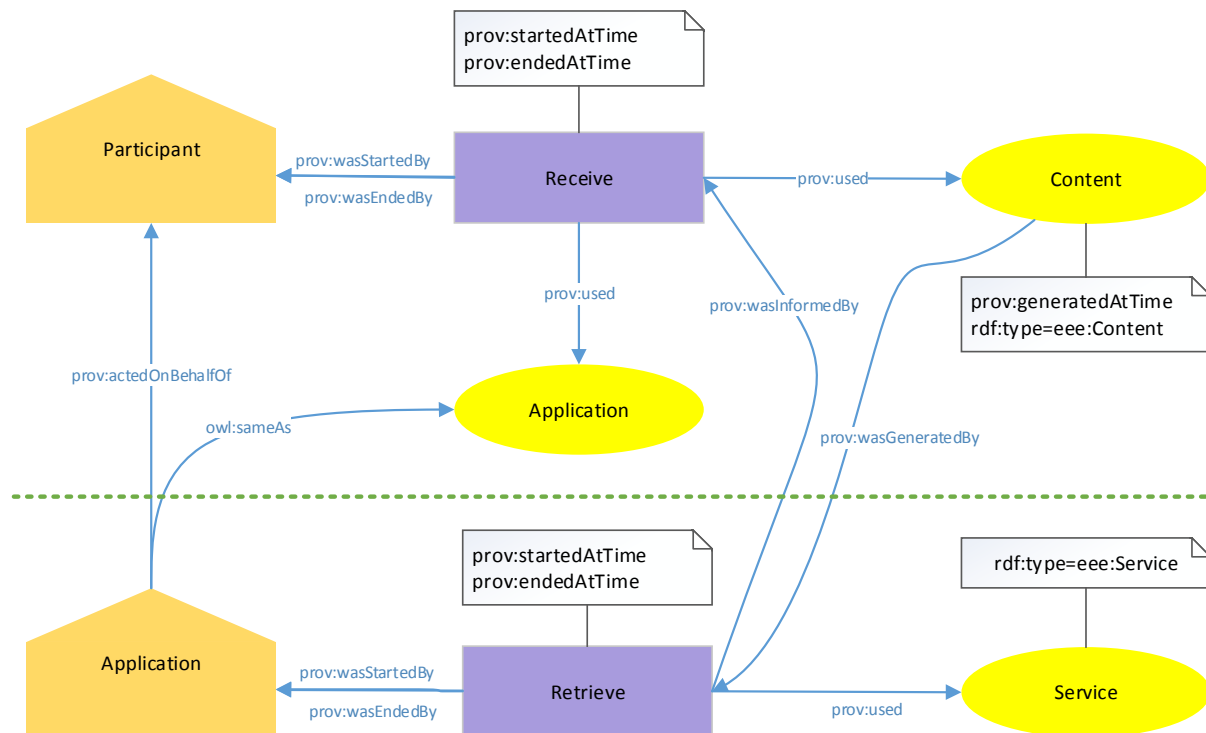 prov:startedAtTime
prov:endedAtTime
Participant
prov:wasStartedBy
prov:wasEndedBy
Receive
prov:used
Content
prov:used
prov:wasInformedBy
prov:generatedAtTime
rdf:type=eee:Content
prov:actedOnBehalfOf
owl:sameAs
Application
prov:wasGeneratedBy
prov:startedAtTime
prov:endedAtTime
rdf:type=eee:Service
Application
prov:wasStartedBy
prov:wasEndedBy
Retrieve
prov:used
Service